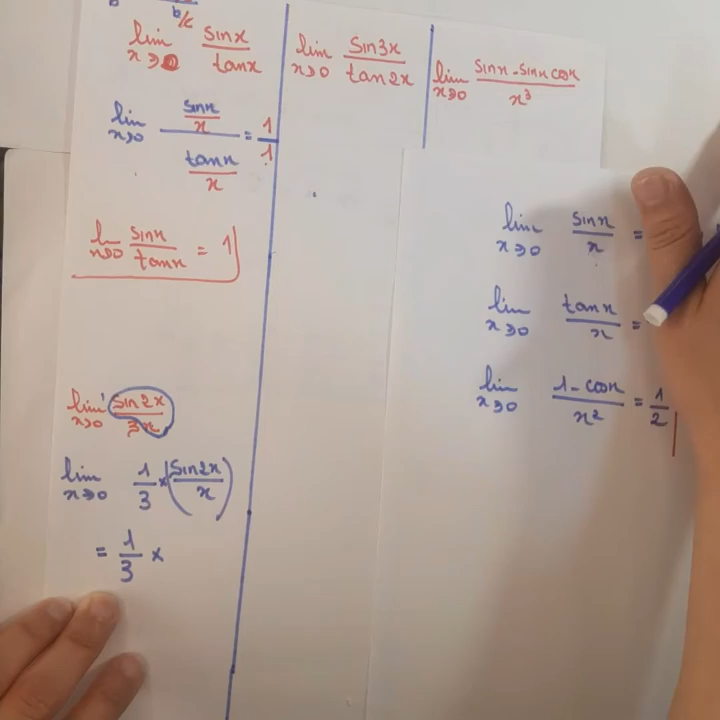 b/c
lim x→0 sinx/tanx
lim x→0 (sinx/x)/(tanx/x) = 1/1
lim x→0 sinx/tanx = 1
lim x→0 sin2x/3x
lim x→0 1/3 × (sin2x/x)
= 1/3 ×
lim x→0 sin3x/tan2x
lim x→0 sinx - sinx cosx/x³
lim x→0 sinx/x =
lim x→0 tanx/x =
lim x→0 1 - cosx/x² = 1/2